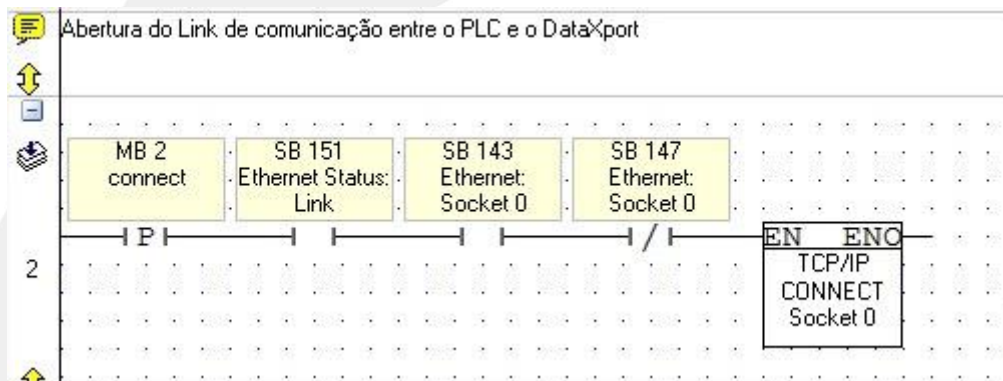 Abertura do Link de comunicação entre o PLC e o DataXport
MB 2
connect
SB 151
Ethernet Status:
Link
SB 143
Ethernet:
Socket 0
SB 147
Ethernet:
Socket 0
P
/
EN ENO
TCP/IP
CONNECT
Socket 0
2